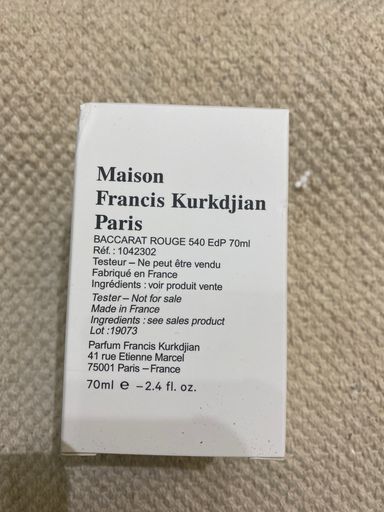 Maison
Francis Kurkdjian
Paris
BACCARAT ROUGE 540 EdP 70ml
Réf. : 1042302
Testeur – Ne peut être vendu
Fabriqué en France
Ingrédients : voir produit vente
Tester – Not for sale
Made in France
Ingredients : see sales product
Lot :19073
Parfum Francis Kurkdjian
41 rue Etienne Marcel
75001 Paris – France
70ml e – 2.4 fl. oz.